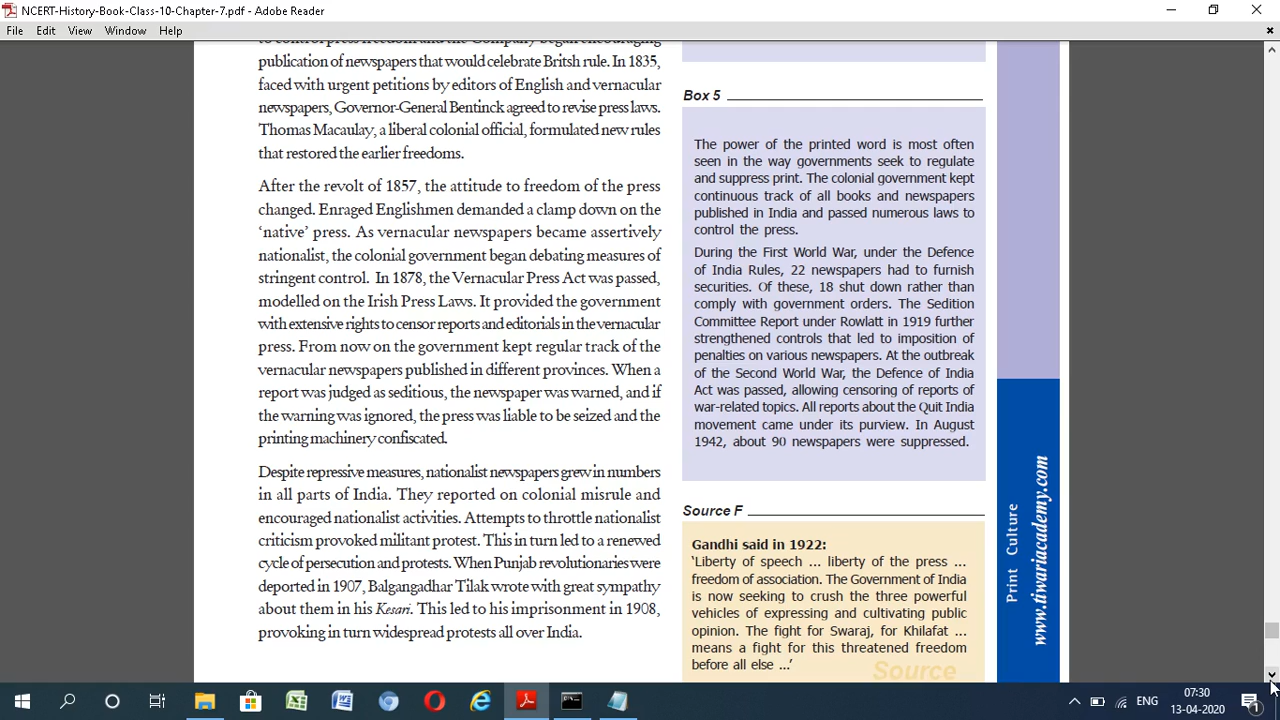 NCERT-History-Book-Class-10-Chapter-7.pdf - Adobe Reader
File Edit View Window Help
to control press freedom and the Company began encouraging
publication of newspapers that would celebrate Britsh rule. In 1835,
faced with urgent petitions by editors of English and vernacular
newspapers, Governor-General Bentinck agreed to revise press laws.
Thomas Macaulay, a liberal colonial official, formulated new rules
that restored the earlier freedoms.
After the revolt of 1857, the attitude to freedom of the press
changed. Enraged Englishmen demanded a clamp down on the
‘native’ press. As vernacular newspapers became assertively
nationalist, the colonial government began debating measures of
stringent control. In 1878, the Vernacular Press Act was passed,
modelled on the Irish Press Laws. It provided the government
with extensive rights to censor reports and editorials in the vernacular
press. From now on the government kept regular track of the
vernacular newspapers published in different provinces. When a
report was judged as seditious, the newspaper was warned, and if
the warning was ignored, the press was liable to be seized and the
printing machinery confiscated.
Despite repressive measures, nationalist newspapers grew in numbers
in all parts of India. They reported on colonial misrule and
encouraged nationalist activities. Attempts to throttle nationalist
criticism provoked militant protest. This in turn led to a renewed
cycle of persecution and protests. When Punjab revolutionaries were
deported in 1907, Balgangadhar Tilak wrote with great sympathy
about them in his Kesari. This led to his imprisonment in 1908,
provoking in turn widespread protests all over India.
Box 5
The power of the printed word is most often
seen in the way governments seek to regulate
and suppress print. The colonial government kept
continuous track of all books and newspapers
published in India and passed numerous laws to
control the press.
During the First World War, under the Defence
of India Rules, 22 newspapers had to furnish
securities. Of these, 18 shut down rather than
comply with government orders. The Sedition
Committee Report under Rowlatt in 1919 further
strengthened controls that led to imposition of
penalties on various newspapers. At the outbreak
of the Second World War, the Defence of India
Act was passed, allowing censoring of reports of
war-related topics. All reports about the Quit India
movement came under its purview. In August
1942, about 90 newspapers were suppressed.
Source F
Gandhi said in 1922:
‘Liberty of speech ... liberty of the press ...
freedom of association. The Government of India
is now seeking to crush the three powerful
vehicles of expressing and cultivating public
opinion. The fight for Swaraj, for Khilafat ...
means a fight for this threatened freedom
before all else ...’
Source
Print Culture
www.tiwariacademy.com
ENG
07:30
13-04-2020
1